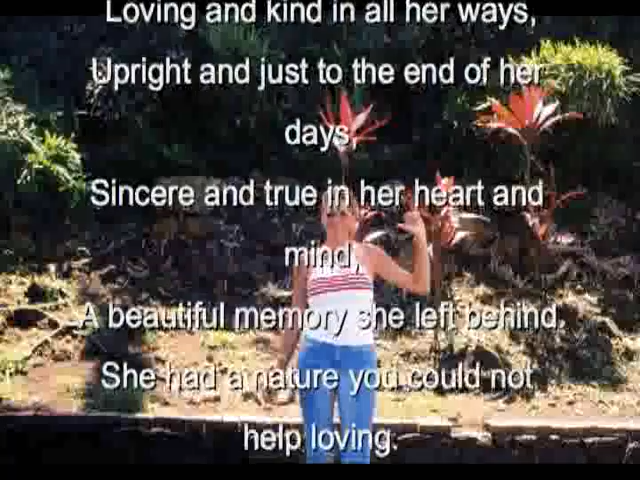 Loving and kind in all her ways,
Upright and just to the end of her
days,
Sincere and true in her heart and
mind,
A beautiful memory she left behind.
She had a nature you could not
help loving.